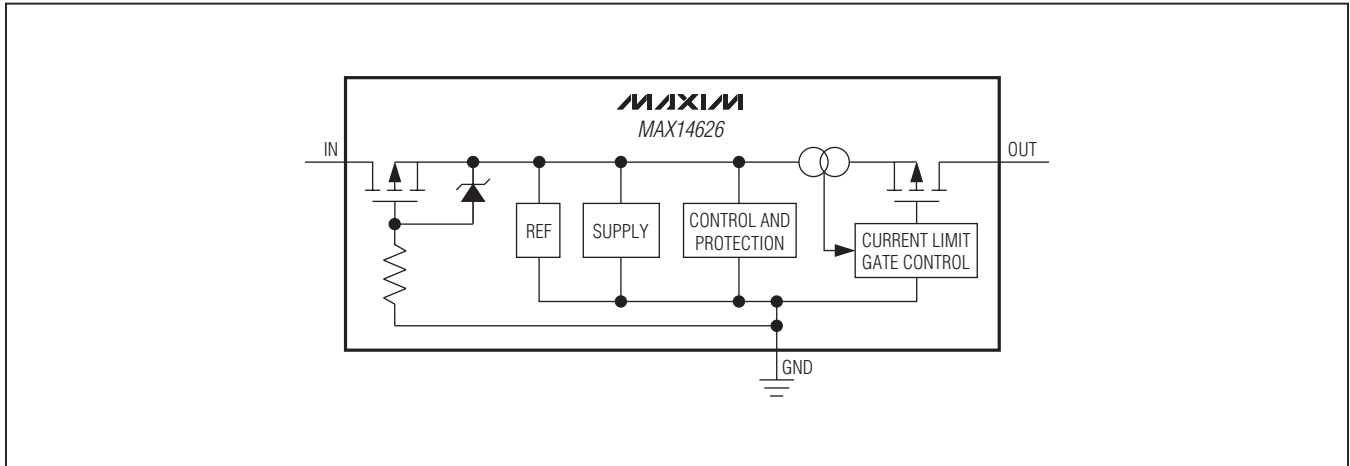 MAXIM
MAX14626
IN
OUT
REF
SUPPLY
CONTROL AND
PROTECTION
CURRENT LIMIT
GATE CONTROL
GND